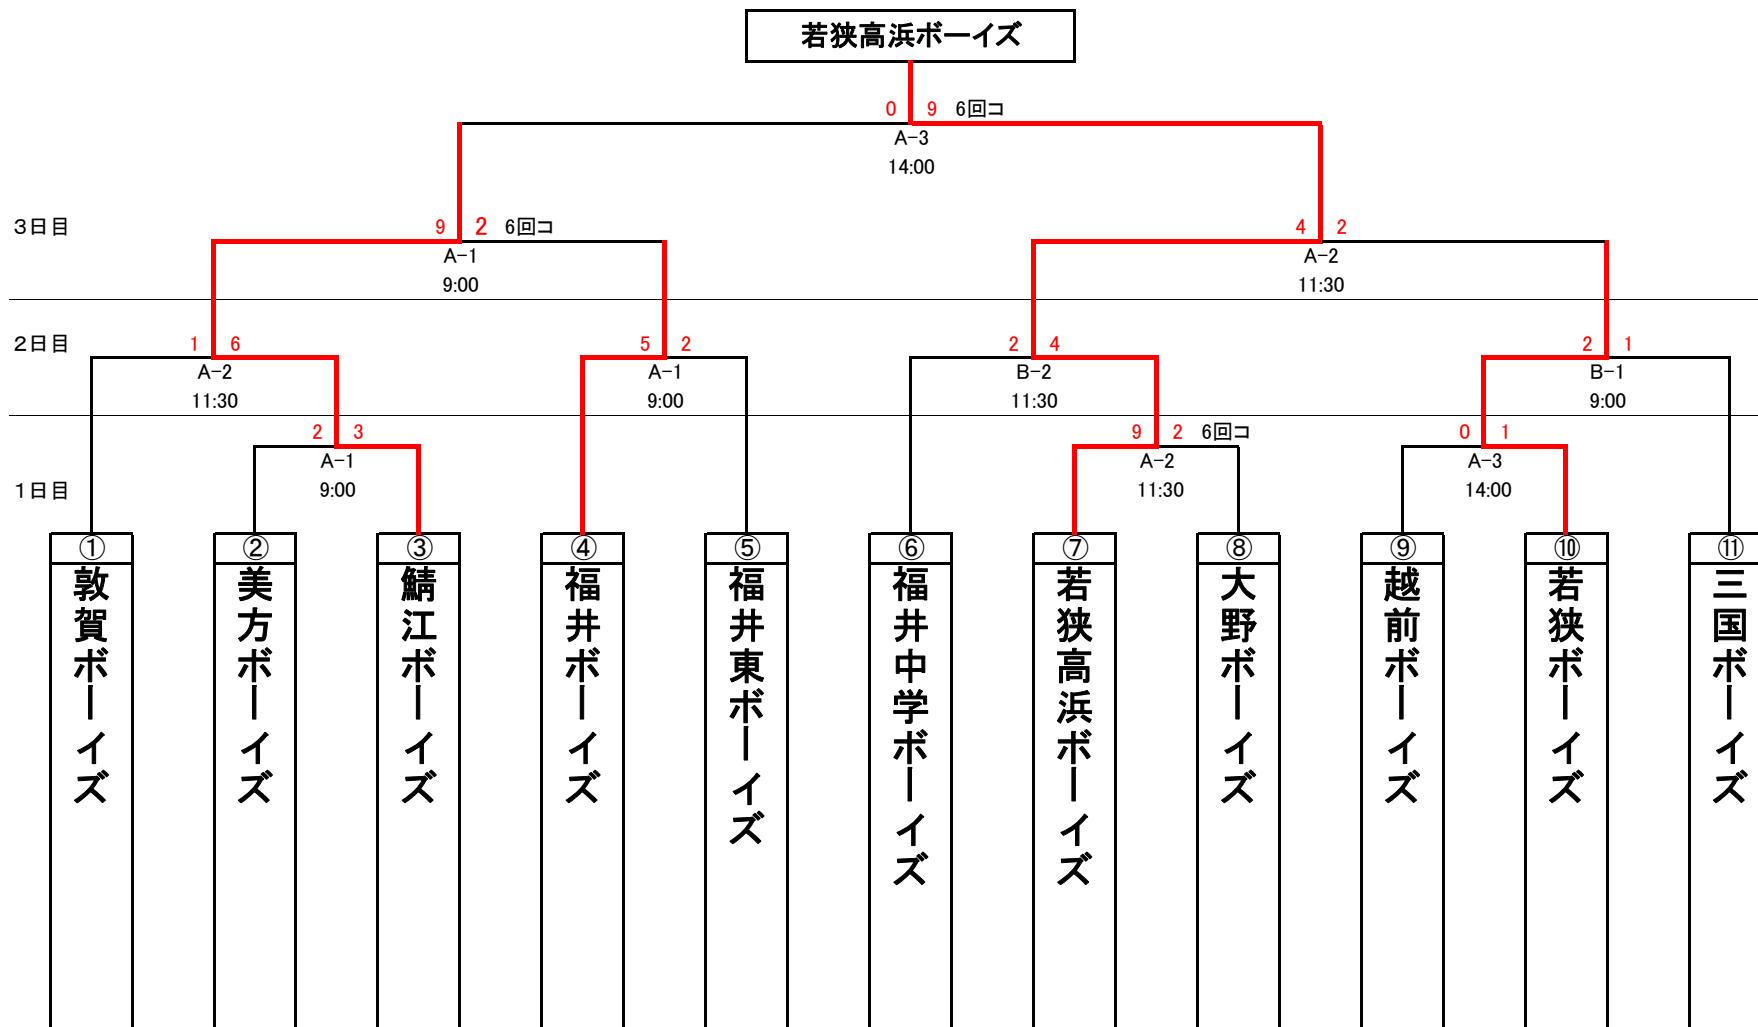 若狭高浜ボーイズ
0 9 6回コ
A-3
14:00
3日目
9 2 6回コ
4 2
A-1
A-2
9:00
11:30
2日目
1 6
5 2
2 4
2 1
A-2
A-1
B-2
B-1
11:30
9:00
11:30
9:00
2 3
9 2 6回コ
0 1
A-1
A-2
A-3
1日目
9:00
11:30
14:00
① ② ③ ④ ⑤ ⑥ ⑦ ⑧ ⑨ ⑩ ⑪
敦賀ボーイズ
美方ボーイズ
鯖江ボーイズ
福井ボーイズ
福井東ボーイズ
福井中学ボーイズ
若狭高浜ボーイズ
大野ボーイズ
越前ボーイズ
若狭ボーイズ
三国ボーイズ